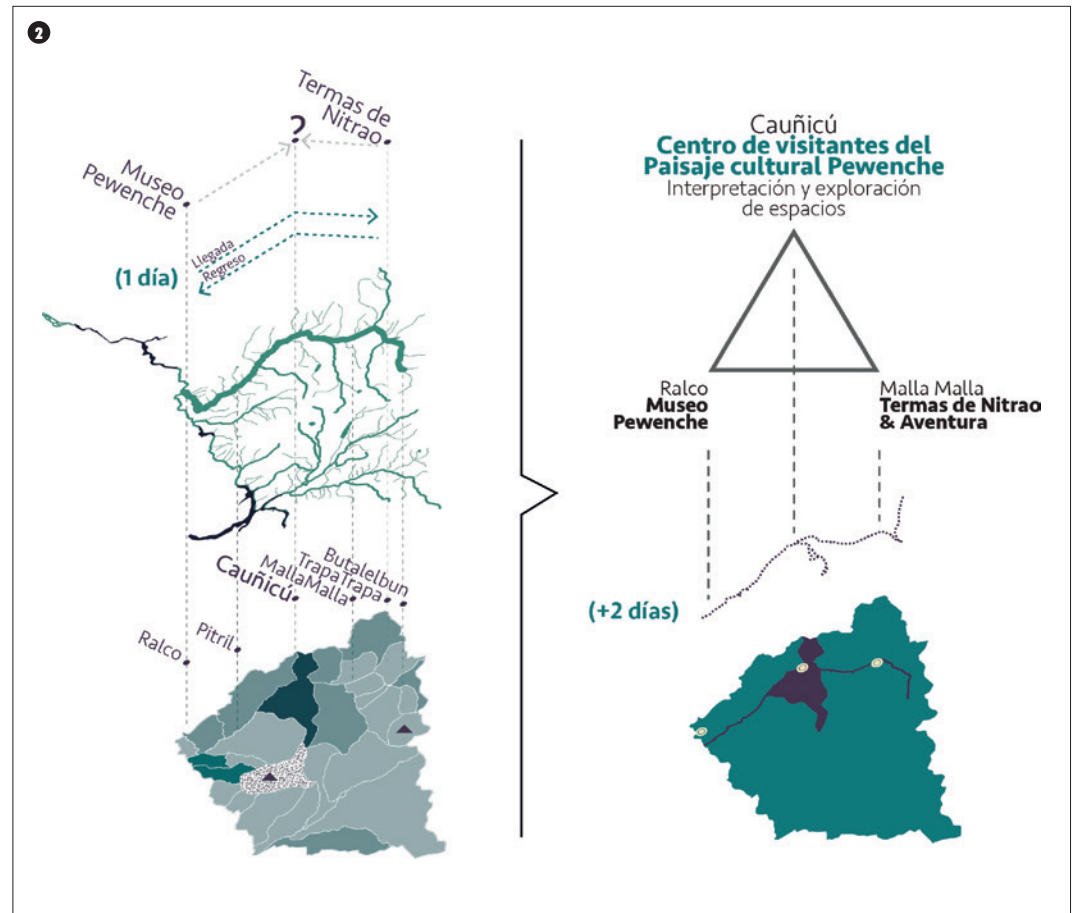 2
Termas de
Nitrao
?
Museo
Pewenche
Llegada
Regreso
(1 día)
Butalelbun
TrapaTrapa
MallaMalla
Cauñicú
Pitril
Ralco
Cauñicú
Centro de visitantes del
Paisaje cultural Pewenche
Interpretación y exploración
de espacios
Ralco
Museo
Pewenche
Malla Malla
Termas de Nitrao
& Aventura
(+2 días)